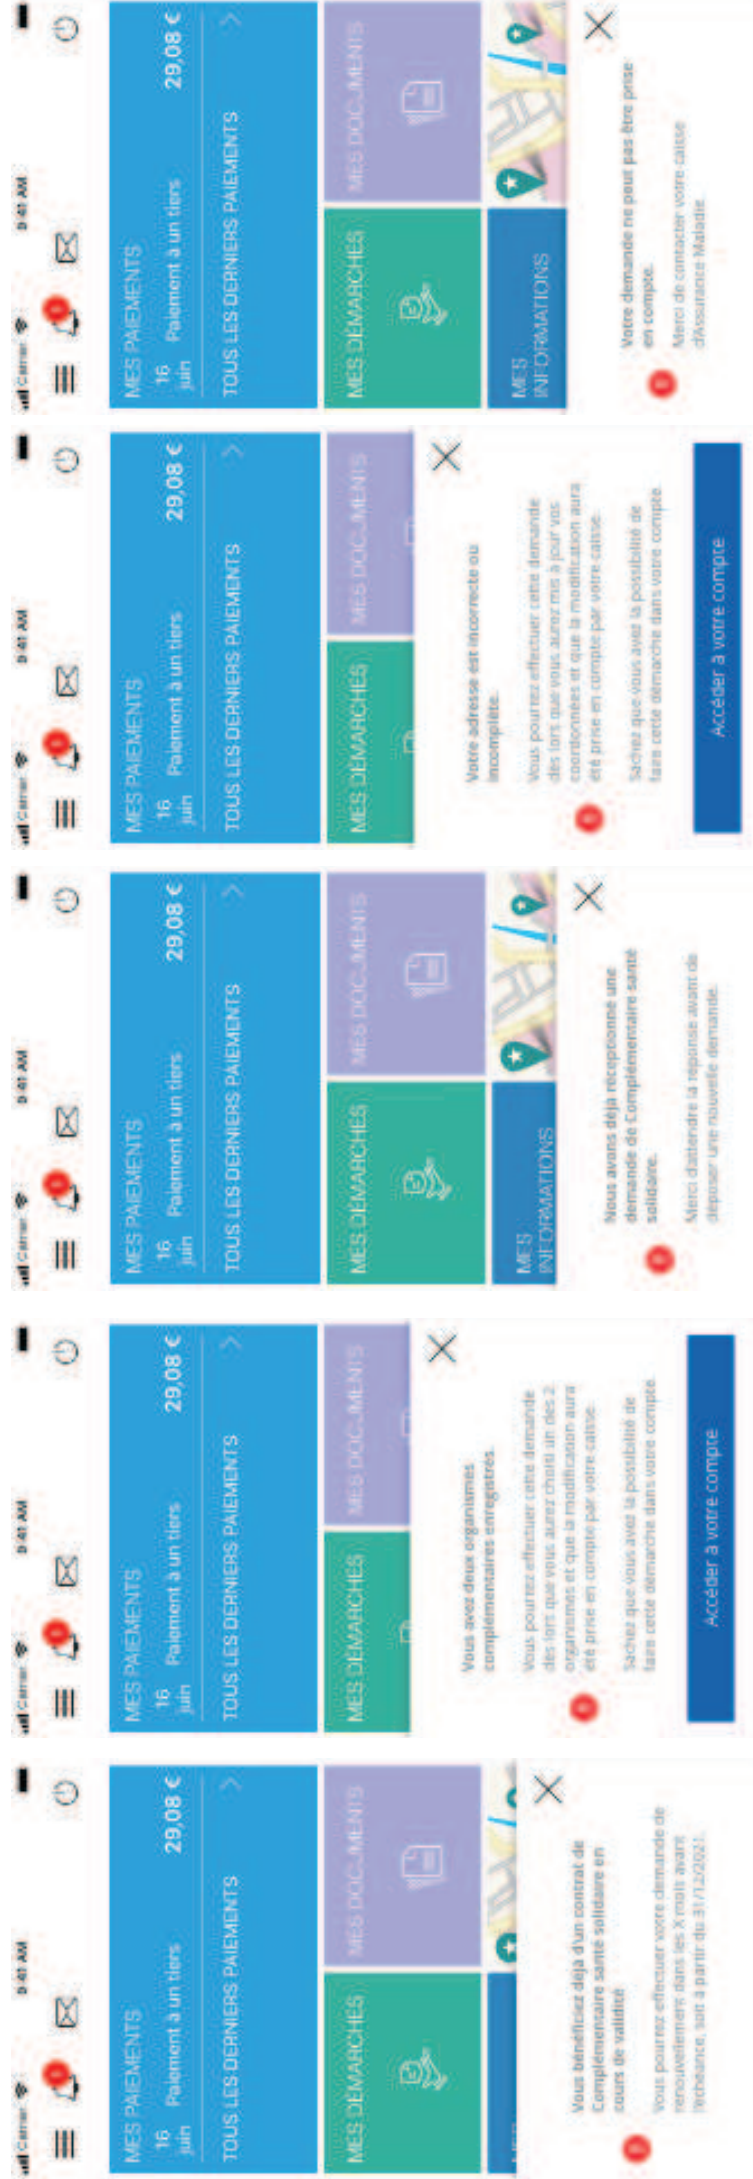 Carrier 9:41 AM
MES PAIEMENTS
16 juin Paiement à un tiers 29,08 €
TOUS LES DERNIERS PAIEMENTS
MES DÉMARCHES MES DOCUMENTS
Vous bénéficiez déjà d'un contrat de
Complémentaire santé solidaire en
cours de validité
Vous pourrez effectuer votre demande de
renouvellement dans les X mois avant
l'échéance, soit à partir du 31/12/2021.
Carrier 9:41 AM
MES PAIEMENTS
16 juin Paiement à un tiers 29,08 €
TOUS LES DERNIERS PAIEMENTS
MES DÉMARCHES MES DOCUMENTS
Vous avez deux organismes
complémentaires enregistrés.
Vous pourrez effectuer cette demande
dès lors que vous aurez choisi un des 2
organismes et que la modification aura
été prise en compte par votre caisse.
Sachez que vous avez la possibilité de
faire cette démarche dans votre compte.
Accéder à votre compte
Carrier 9:41 AM
MES PAIEMENTS
16 juin Paiement à un tiers 29,08 €
TOUS LES DERNIERS PAIEMENTS
MES DÉMARCHES MES DOCUMENTS
MES
INFORMATIONS
Nous avons déjà réceptionné une
demande de Complémentaire santé
solidaire.
Merci d'attendre la réponse avant de
déposer une nouvelle demande.
Carrier 9:41 AM
MES PAIEMENTS
16 juin Paiement à un tiers 29,08 €
TOUS LES DERNIERS PAIEMENTS
MES DÉMARCHES MES DOCUMENTS
Votre adresse est incorrecte ou
incomplète.
Vous pourrez effectuer cette demande
dès lors que vous aurez mis à jour vos
coordonnées et que la modification aura
été prise en compte par votre caisse.
Sachez que vous avez la possibilité de
faire cette démarche dans votre compte.
Accéder à votre compte
Carrier 9:41 AM
MES PAIEMENTS
16 juin Paiement à un tiers 29,08 €
TOUS LES DERNIERS PAIEMENTS
MES DÉMARCHES MES DOCUMENTS
MES
INFORMATIONS
Votre demande ne peut pas être prise
en compte.
Merci de contacter votre caisse
d'Assurance Maladie.